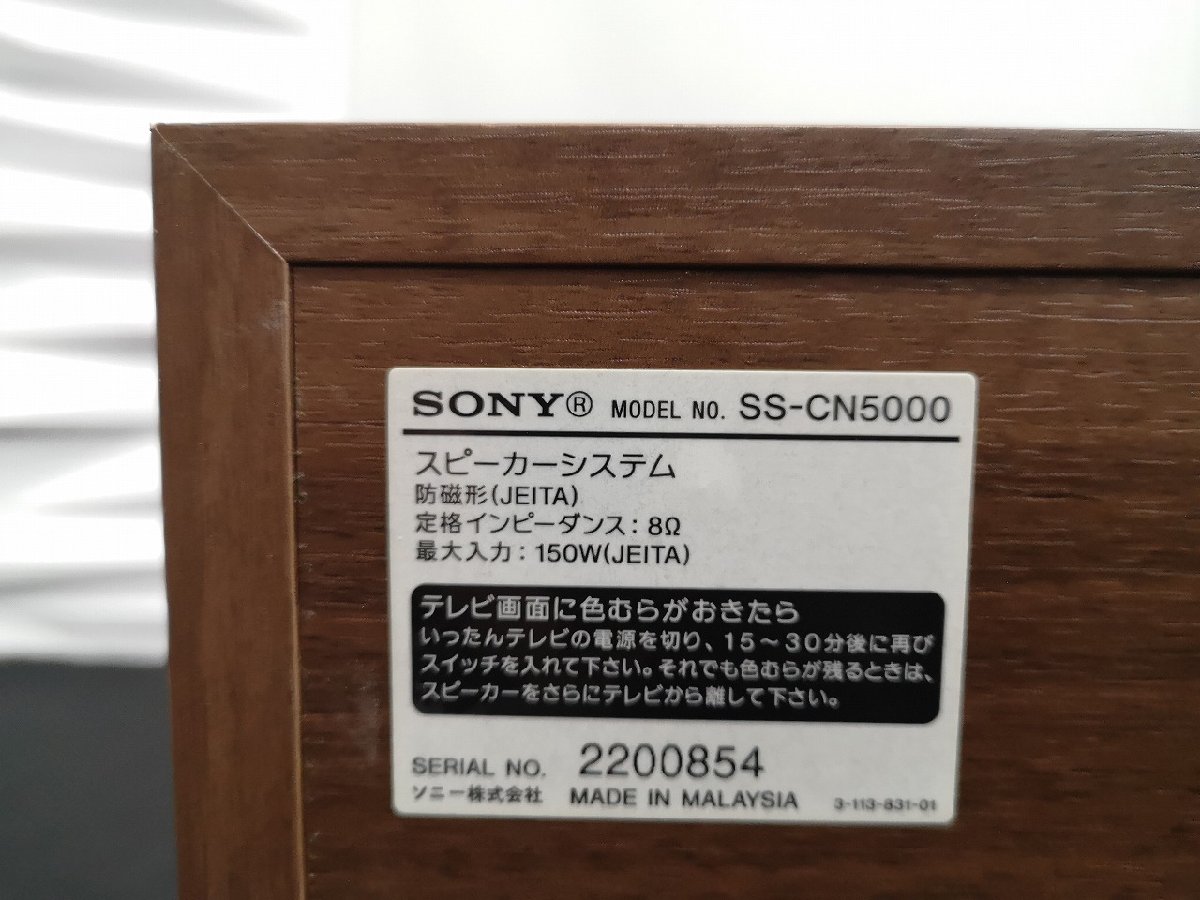 SONY® MODEL NO. SS-CN5000
スピーカーシステム
防磁形(JEITA)
定格インピーダンス: 8Ω
最大入力: 150W(JEITA)
テレビ画面に色むらがおきたら
いったんテレビの電源を切り、15〜30分後に再び
スイッチを入れて下さい。それでも色むらが残るときは、
スピーカーをさらにテレビから離して下さい。
SERIAL NO. 2200854
ソニー株式会社 MADE IN MALAYSIA 3-113-831-01